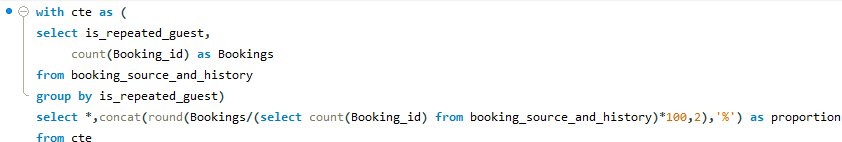 with cte as (
select is_repeated_guest,
count(Booking_id) as Bookings
from booking_source_and_history
group by is_repeated_guest)
select *,concat(round(Bookings/(select count(Booking_id) from booking_source_and_history)*100,2),'%') as proportion
from cte